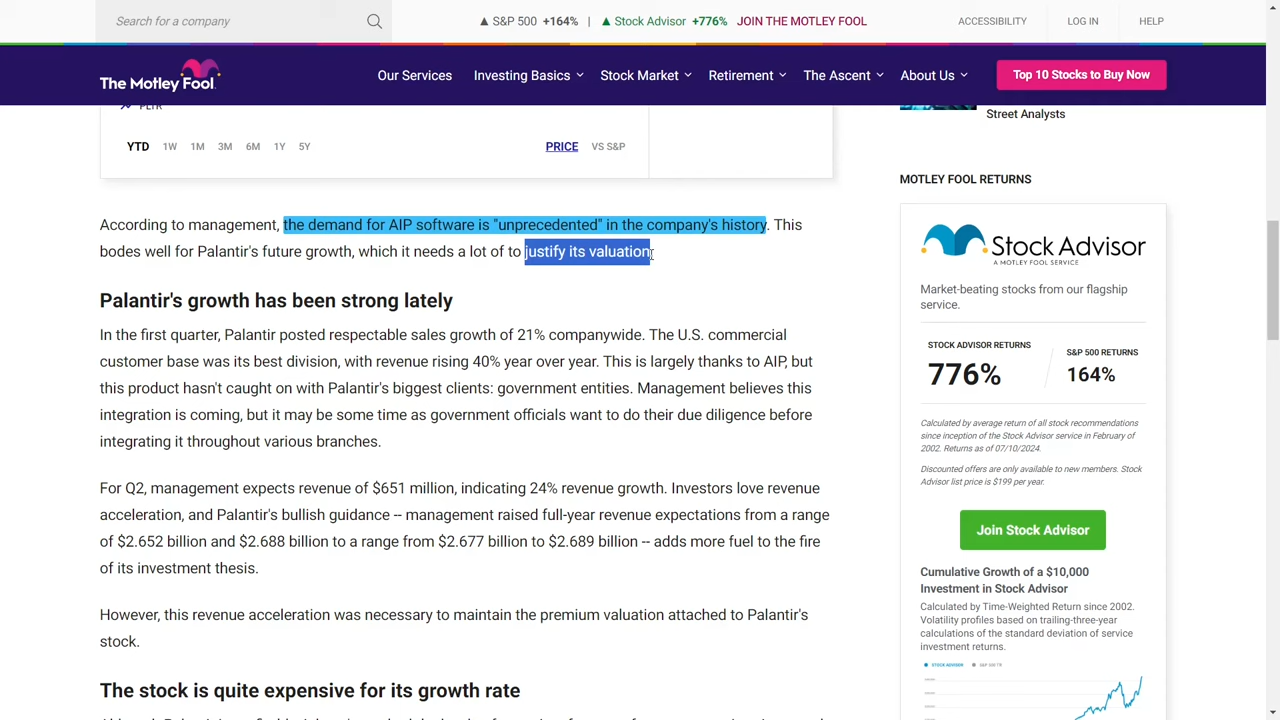 Search for a company
▲ S&P 500 +164% | ▲ Stock Advisor +776% JOIN THE MOTLEY FOOL
ACCESSIBILITY LOG IN HELP
The Motley Fool
Our Services Investing Basics Stock Market Retirement The Ascent About Us Top 10 Stocks to Buy Now
PLTR
YTD 1W 1M 3M 6M 1Y 5Y PRICE VS S&P
According to management, the demand for AIP software is "unprecedented" in the company's history. This
bodes well for Palantir's future growth, which it needs a lot of to justify its valuation
Palantir's growth has been strong lately
In the first quarter, Palantir posted respectable sales growth of 21% companywide. The U.S. commercial
customer base was its best division, with revenue rising 40% year over year. This is largely thanks to AIP, but
this product hasn't caught on with Palantir's biggest clients: government entities. Management believes this
integration is coming, but it may be some time as government officials want to do their due diligence before
integrating it throughout various branches.
For Q2, management expects revenue of $651 million, indicating 24% revenue growth. Investors love revenue
acceleration, and Palantir's bullish guidance -- management raised full-year revenue expectations from a range
of $2.652 billion and $2.688 billion to a range from $2.677 billion to $2.689 billion -- adds more fuel to the fire
of its investment thesis.
However, this revenue acceleration was necessary to maintain the premium valuation attached to Palantir's
stock.
The stock is quite expensive for its growth rate
Street Analysts
MOTLEY FOOL RETURNS
Stock Advisor
A MOTLEY FOOL SERVICE
Market-beating stocks from our flagship
service.
STOCK ADVISOR RETURNS
776%
S&P 500 RETURNS
164%
Calculated by average return of all stock recommendations
since inception of the Stock Advisor service in February of
2002. Returns as of 07/10/2024.
Discounted offers are only available to new members. Stock
Advisor list price is $199 per year.
Join Stock Advisor
Cumulative Growth of a $10,000
Investment in Stock Advisor
Calculated by Time-Weighted Return since 2002.
Volatility profiles based on trailing-three-year
calculations of the standard deviation of service
investment returns.
STOCK ADVISOR S&P 500 TR